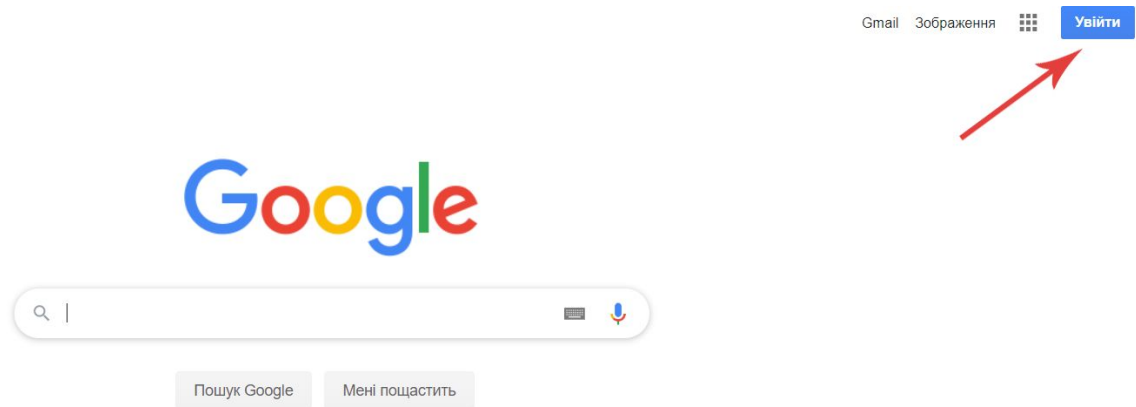 Gmail Зображення Увійти
Google
Пошук Google Мені пощастить